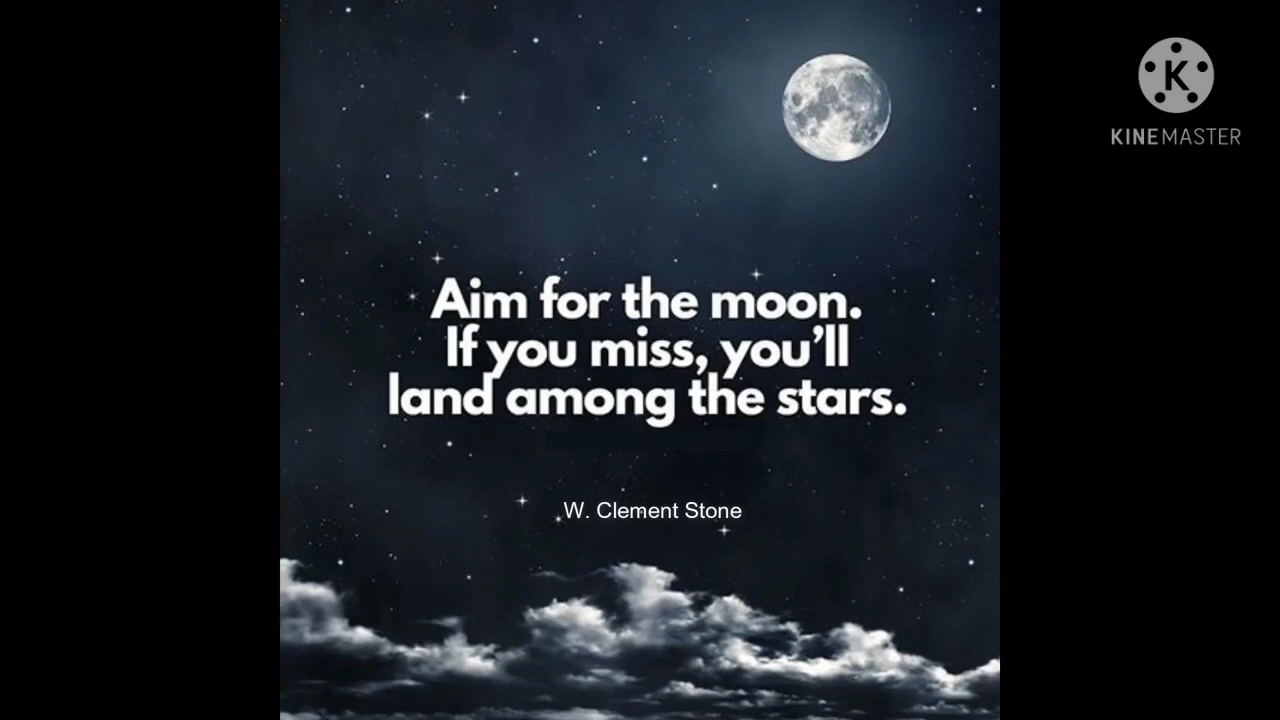 K
KINEMASTER
Aim for the moon.
If you miss, you’ll
land among the stars.
W. Clement Stone